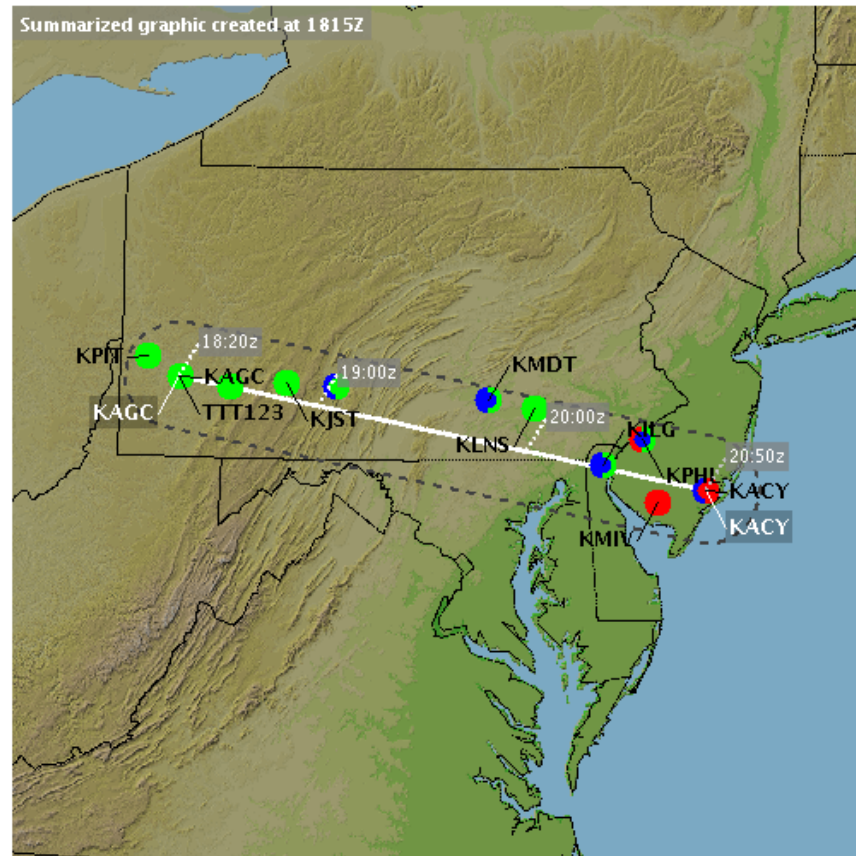 Summarized graphic created at 1815Z
18:20z
KPIT
KAGC
KAGC
TTT123
19:00z
KJST
KMDT
KLNS
20:00z
KILG
KPHL
20:50z
KACY
KACY
KMIV